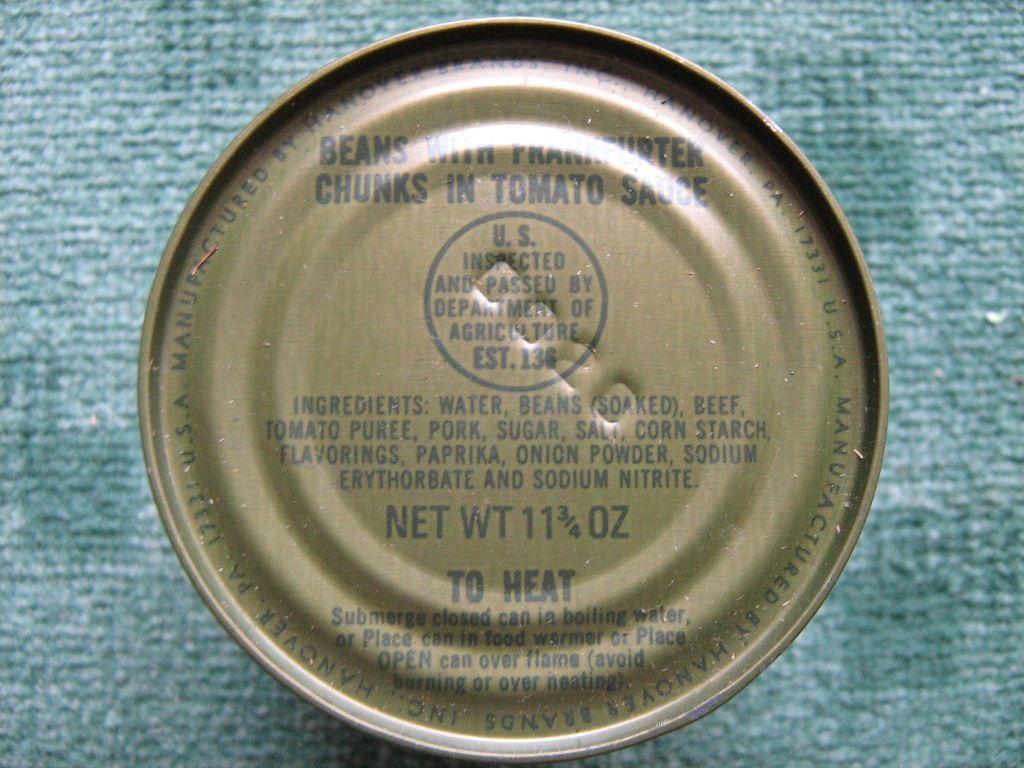 BEANS WITH FRANKFURTER
CHUNKS IN TOMATO SAUCE
U.S.
INSPECTED
AND PASSED BY
DEPARTMENT OF
AGRICULTURE
EST. 136
INGREDIENTS: WATER, BEANS (SOAKED), BEEF,
TOMATO PUREE, PORK, SUGAR, SALT, CORN STARCH,
FLAVORINGS, PAPRIKA, ONION POWDER, SODIUM
ERYTHORBATE AND SODIUM NITRITE.
NET WT 11¾ OZ
TO HEAT
Submerge closed can in boiling water,
or Place can in food warmer or Place
OPEN can over flame (avoid
burning or over heating).
MANUFACTURED BY HANOVER BRANDS INC., HANOVER, PA. 17331 U.S.A.
MANUFACTURED BY HANOVER BRANDS INC., HANOVER, PA. 17331 U.S.A.